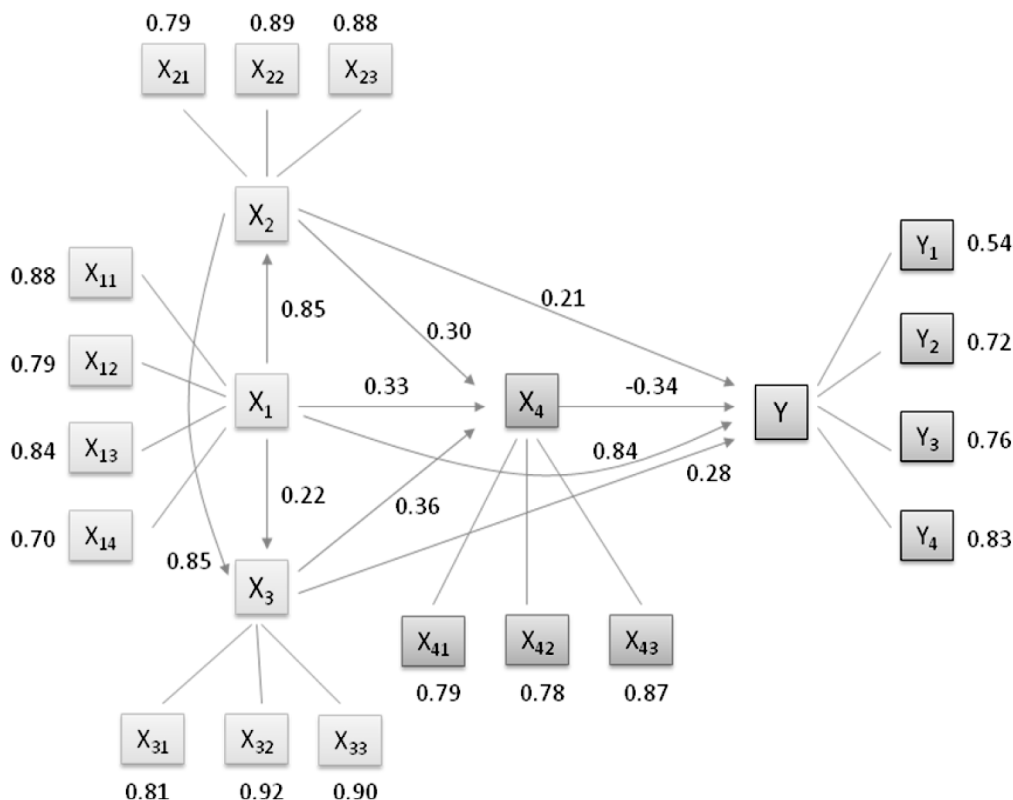 0.79 0.89 0.88
X₂₁ X₂₂ X₂₃
X₂
Y₁ 0.54
0.88 X₁₁
0.21
0.85
0.30
Y₂ 0.72
0.79 X₁₂
0.33
-0.34
X₁ X₄ Y
Y₃ 0.76
0.84 X₁₃
0.84
0.28
0.22
0.36
0.70 X₁₄
Y₄ 0.83
0.85
X₃
X₄₁ X₄₂ X₄₃
0.79 0.78 0.87
X₃₁ X₃₂ X₃₃
0.81 0.92 0.90